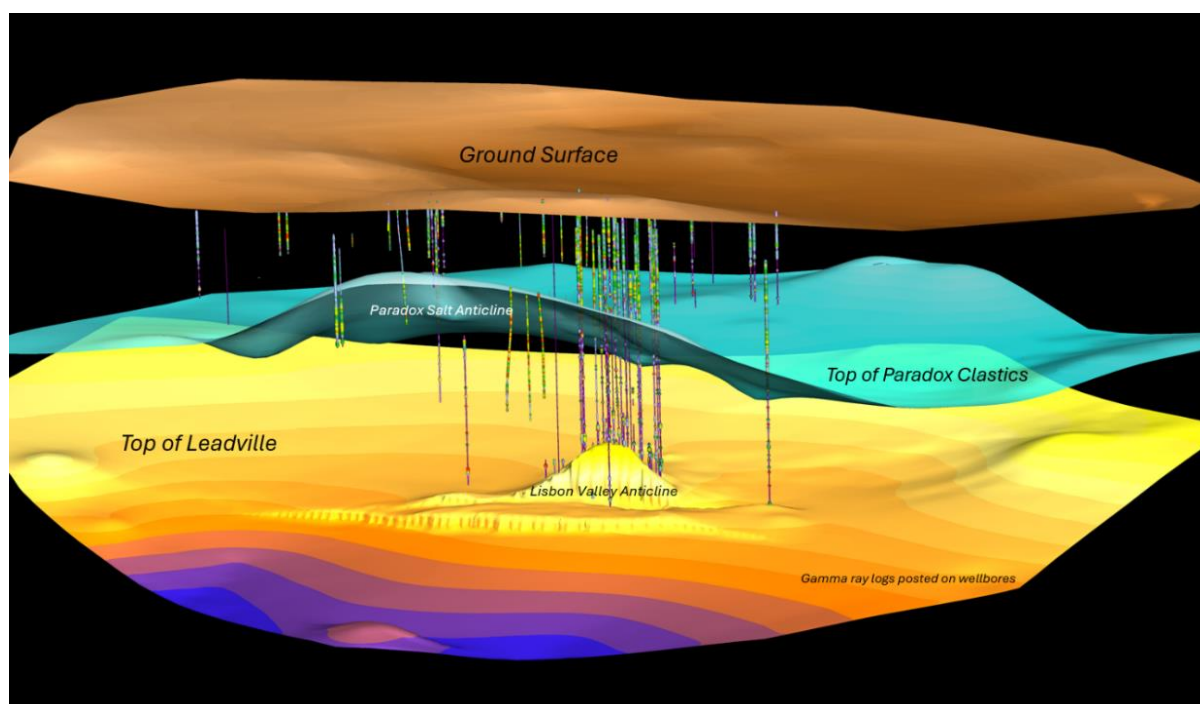 Ground Surface
Paradox Salt Anticline
Top of Paradox Clastics
Top of Leadville
Lisbon Valley Anticline
Gamma ray logs posted on wellbores